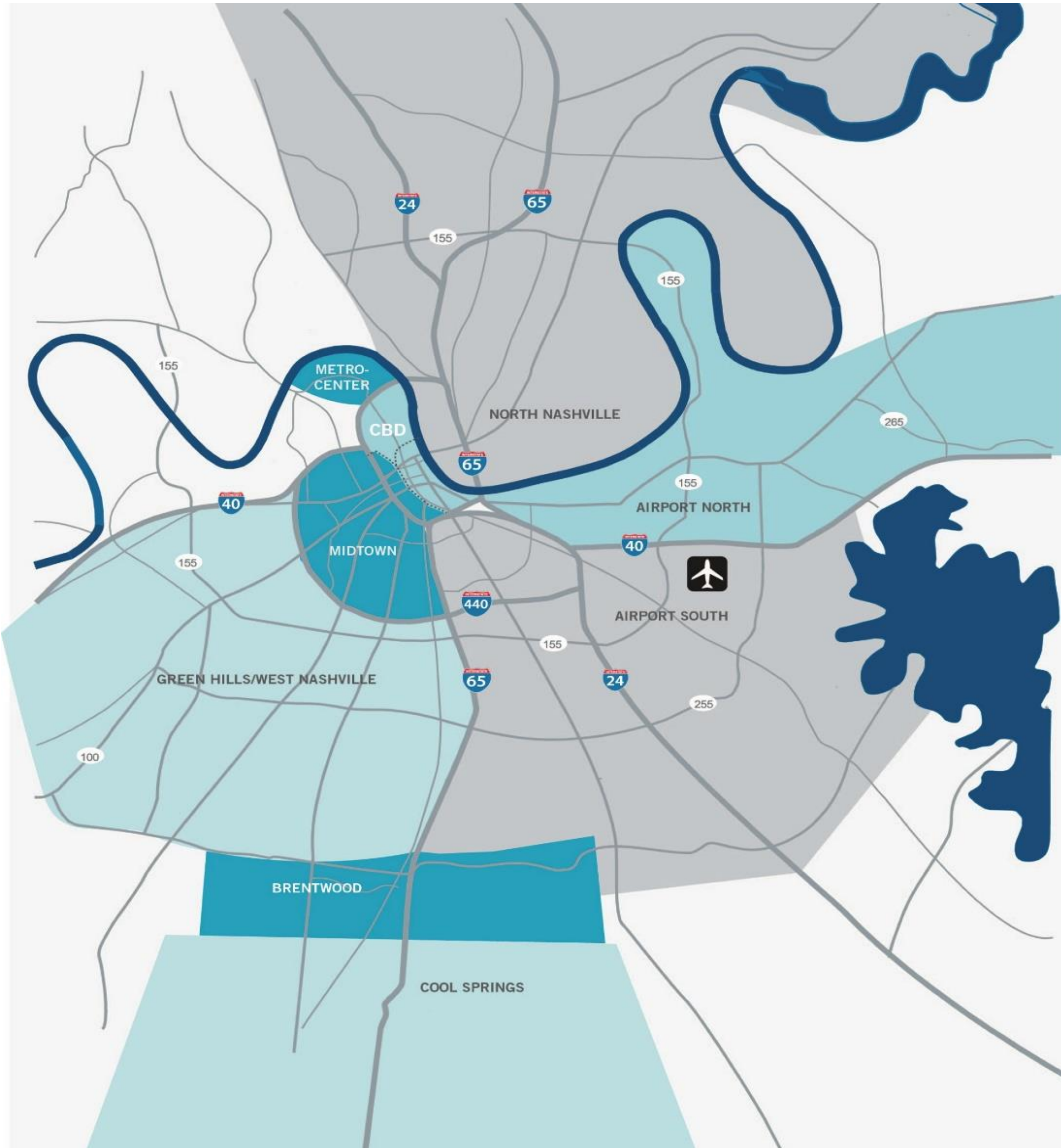 24
65
155
155
155
METRO-
CENTER
NORTH NASHVILLE
CBD
265
65
155
40
AIRPORT NORTH
40
MIDTOWN
155
440
AIRPORT SOUTH
155
GREEN HILLS/WEST NASHVILLE
65
24
255
100
BRENTWOOD
COOL SPRINGS